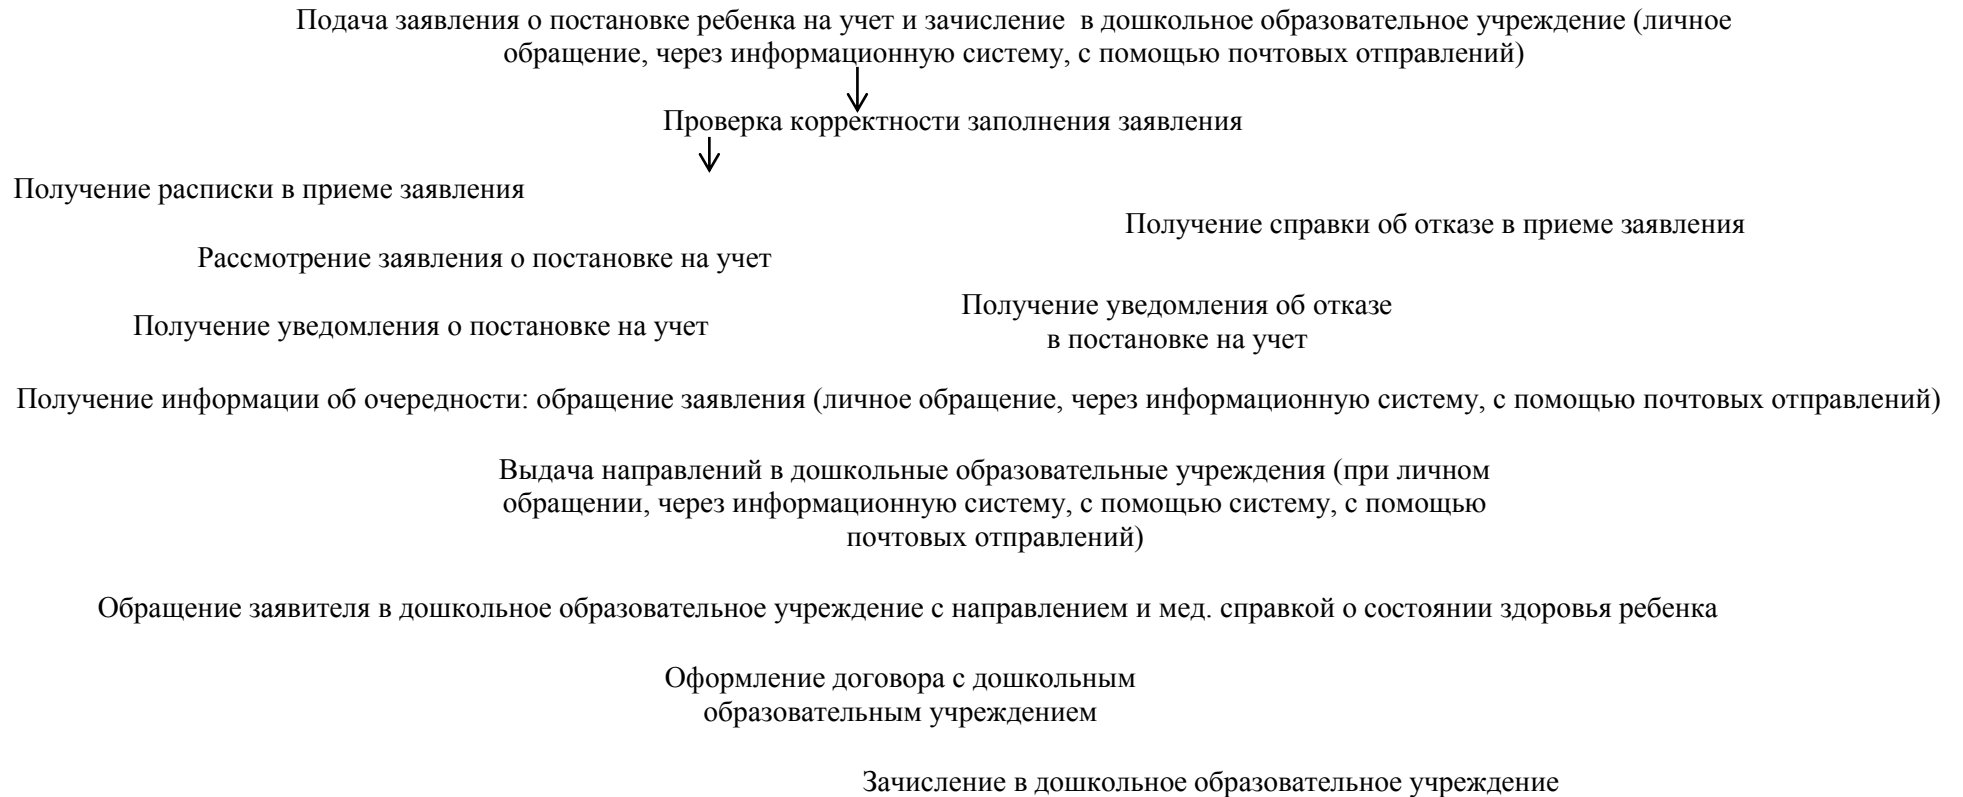 Подача заявления о постановке ребенка на учет и зачисление  в дошкольное образовательное учреждение (личное
обращение, через информационную систему, с помощью почтовых отправлений)
Проверка корректности заполнения заявления
Получение расписки в приеме заявления
Получение справки об отказе в приеме заявления
Рассмотрение заявления о постановке на учет
Получение уведомления об отказе
в постановке на учет
Получение уведомления о постановке на учет
Получение информации об очередности: обращение заявления (личное обращение, через информационную систему, с помощью почтовых отправлений)
Выдача направлений в дошкольные образовательные учреждения (при личном
обращении, через информационную систему, с помощью систему, с помощью
почтовых отправлений)
Обращение заявителя в дошкольное образовательное учреждение с направлением и мед. справкой о состоянии здоровья ребенка
Оформление договора с дошкольным
образовательным учреждением
Зачисление в дошкольное образовательное учреждение